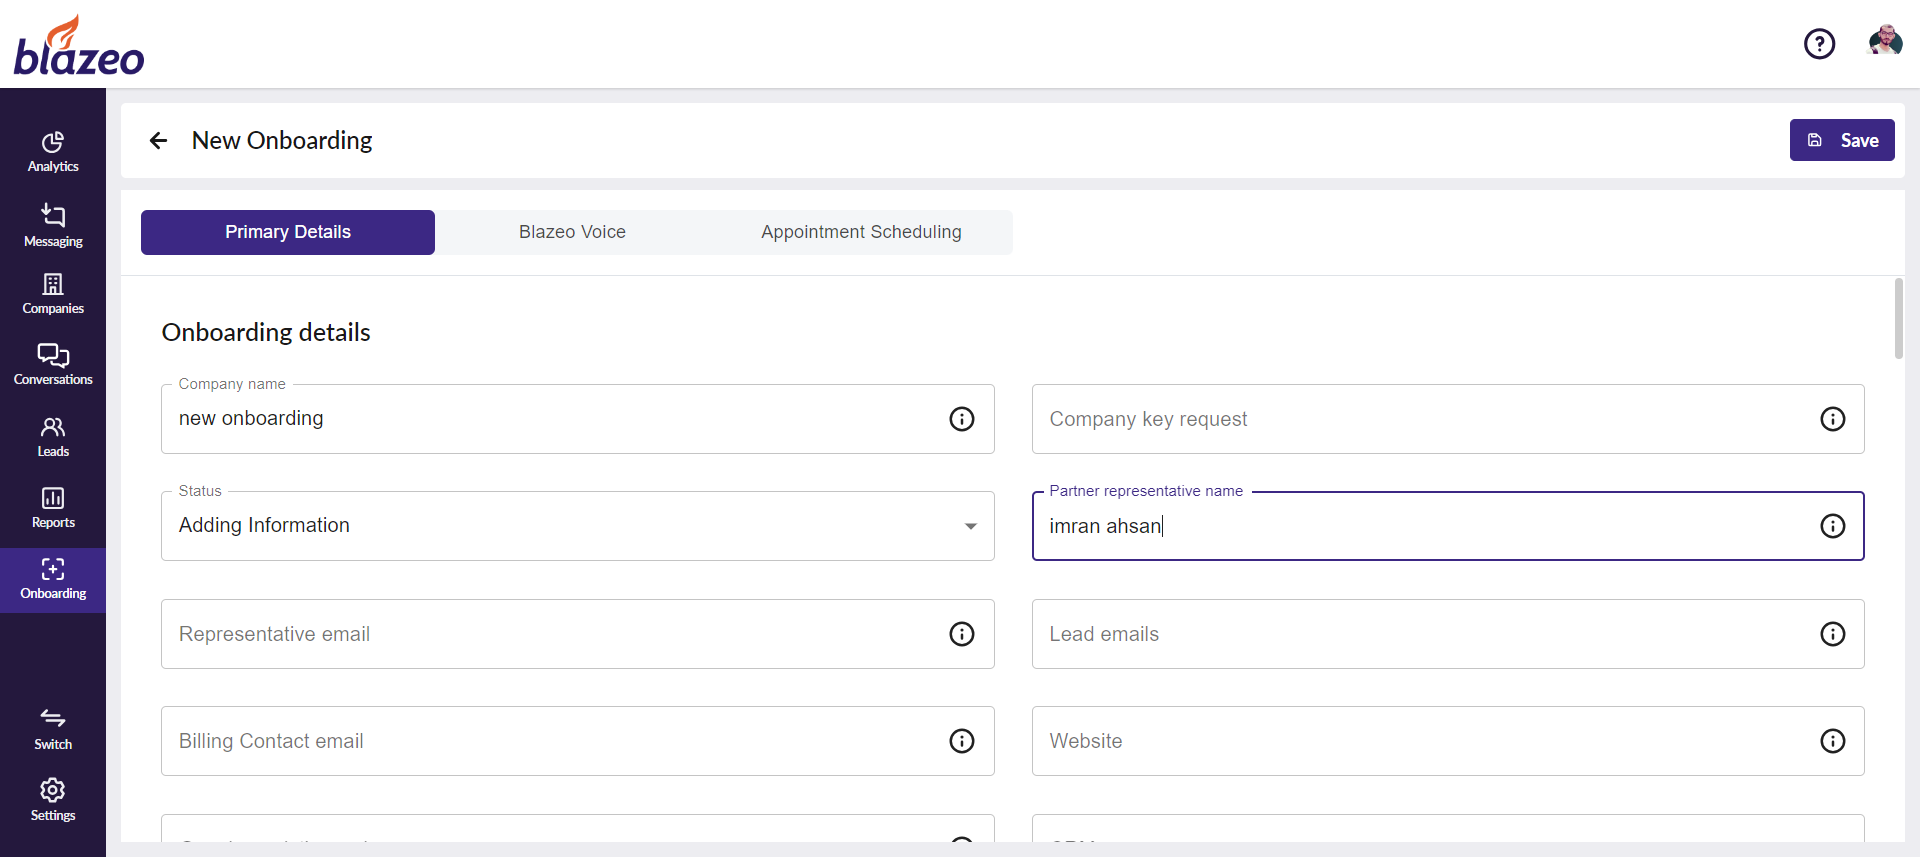 blazeo
New Onboarding
Save
Analytics
Messaging
Companies
Conversations
Leads
Reports
Onboarding
Switch
Settings
Primary Details
Blazeo Voice
Appointment Scheduling
Onboarding details
Company name
new onboarding
Company key request
Status
Adding Information
Partner representative name
imran ahsan
Representative email
Lead emails
Billing Contact email
Website